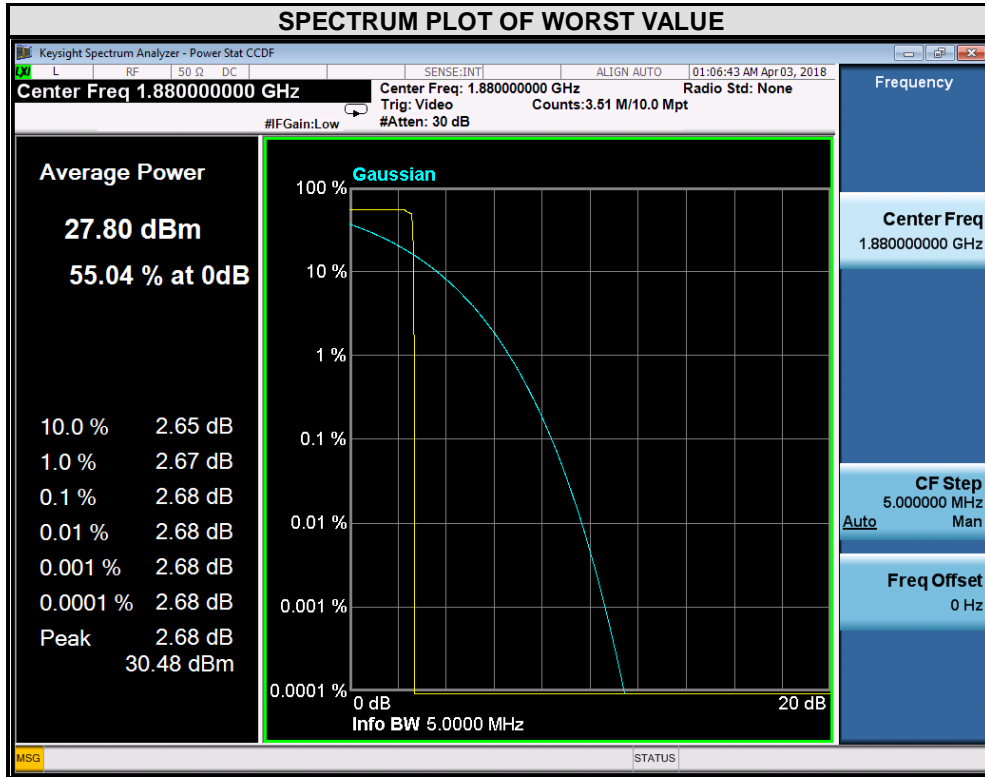 SPECTRUM PLOT OF WORST VALUE
Keysight Spectrum Analyzer - Power Stat CCDF
LXI L RF 50 Ω DC SENSE:INT ALIGN AUTO 01:06:43 AM Apr 03, 2018
Center Freq 1.880000000 GHz
Center Freq: 1.880000000 GHz Radio Std: None
Trig: Video Counts:3.51 M/10.0 Mpt
#IFGain:Low #Atten: 30 dB
Average Power
27.80 dBm
55.04 % at 0dB
10.0 % 2.65 dB
1.0 % 2.67 dB
0.1 % 2.68 dB
0.01 % 2.68 dB
0.001 % 2.68 dB
0.0001 % 2.68 dB
Peak 2.68 dB
30.48 dBm
Gaussian
100 %
10 %
1 %
0.1 %
0.01 %
0.001 %
0.0001 %
0 dB 20 dB
Info BW 5.0000 MHz
Frequency
Center Freq
1.880000000 GHz
CF Step
5.000000 MHz
Auto Man
Freq Offset
0 Hz
MSG STATUS